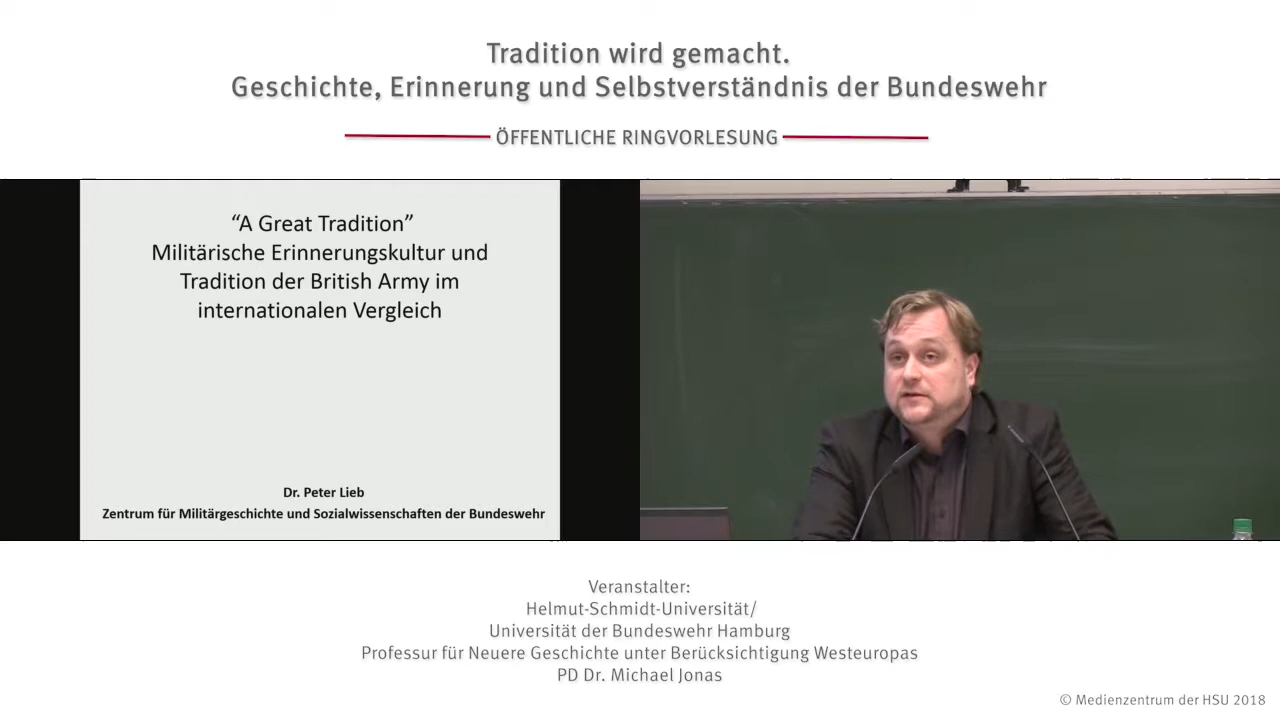 Tradition wird gemacht.
Geschichte, Erinnerung und Selbstverständnis der Bundeswehr
ÖFFENTLICHE RINGVORLESUNG
“A Great Tradition”
Militärische Erinnerungskultur und
Tradition der British Army im
internationalen Vergleich
Dr. Peter Lieb
Zentrum für Militärgeschichte und Sozialwissenschaften der Bundeswehr
Veranstalter:
Helmut-Schmidt-Universität/
Universität der Bundeswehr Hamburg
Professur für Neuere Geschichte unter Berücksichtigung Westeuropas
PD Dr. Michael Jonas
© Medienzentrum der HSU 2018